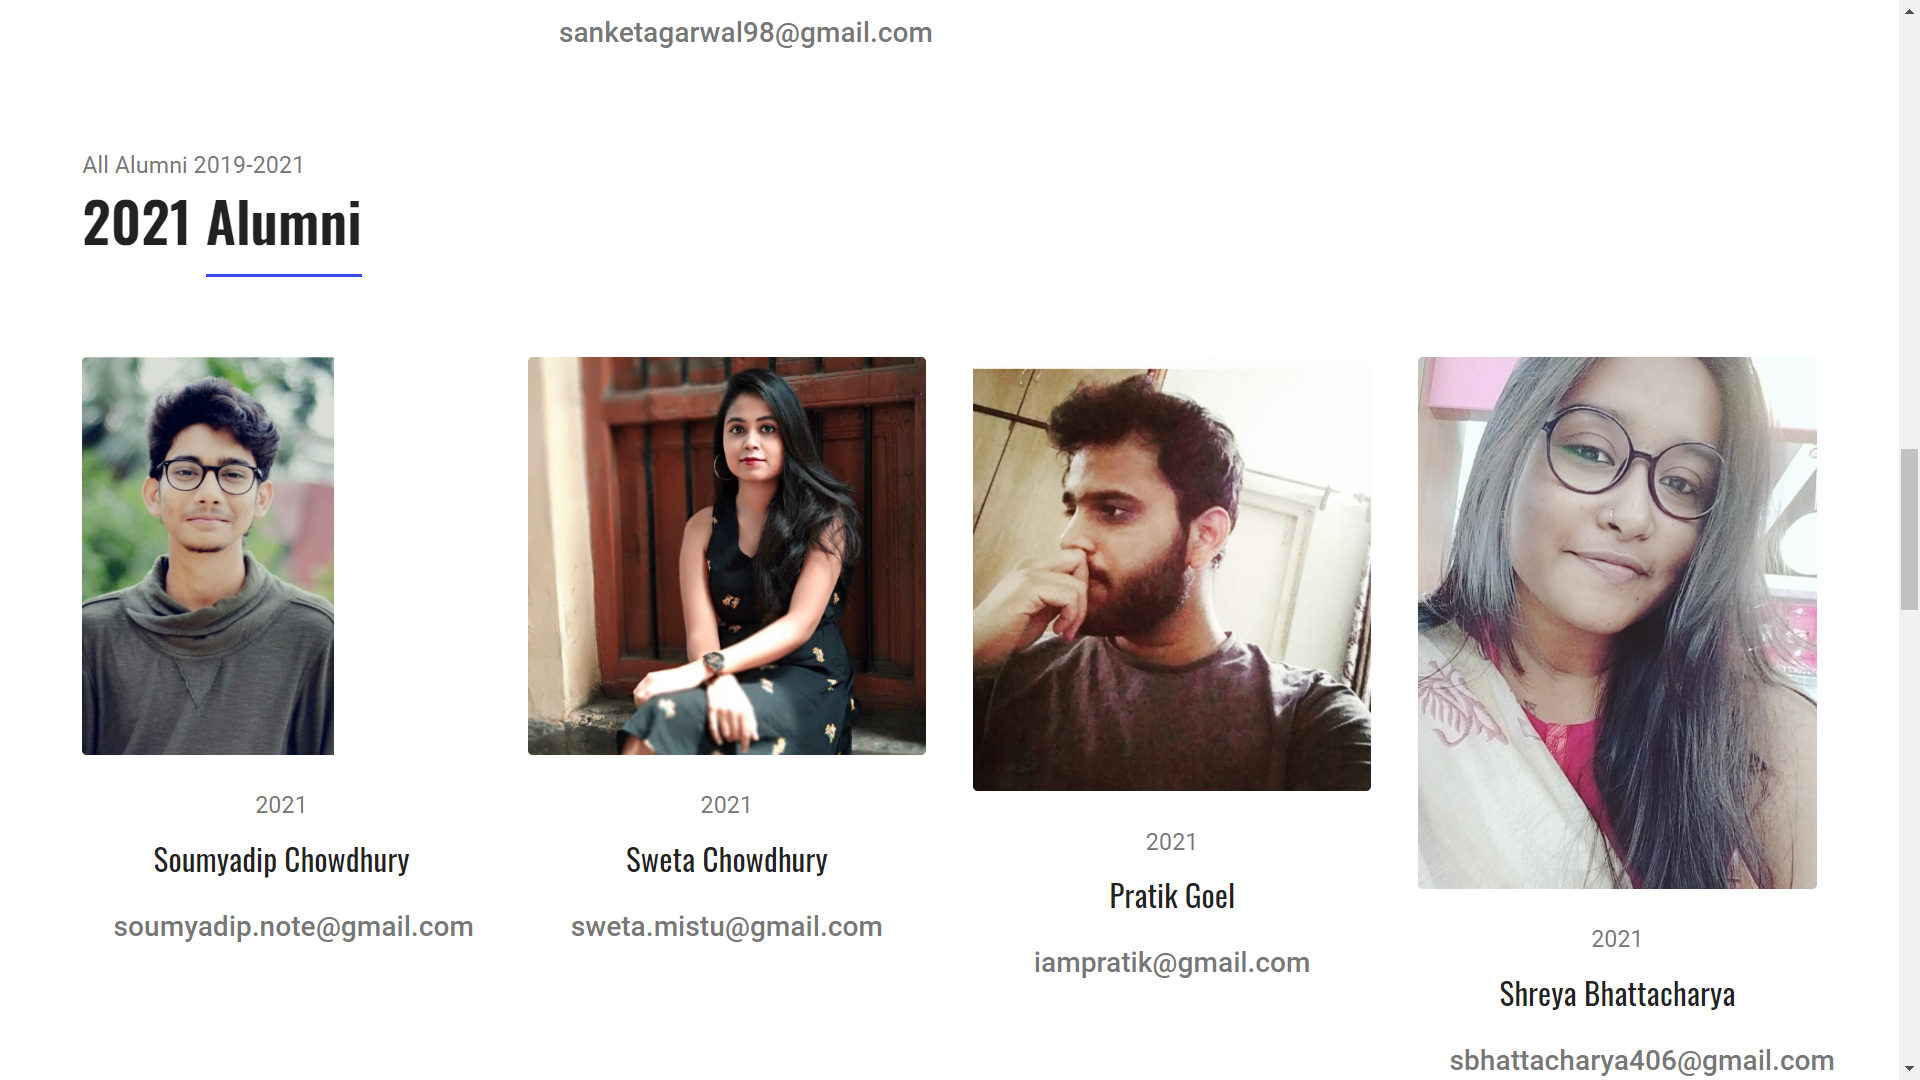 sanketagarwal98@gmail.com
All Alumni 2019-2021
2021 Alumni
2021
Soumyadip Chowdhury
soumyadip.note@gmail.com
2021
Sweta Chowdhury
sweta.mistu@gmail.com
2021
Pratik Goel
iampratik@gmail.com
2021
Shreya Bhattacharya
sbhattacharya406@gmail.com